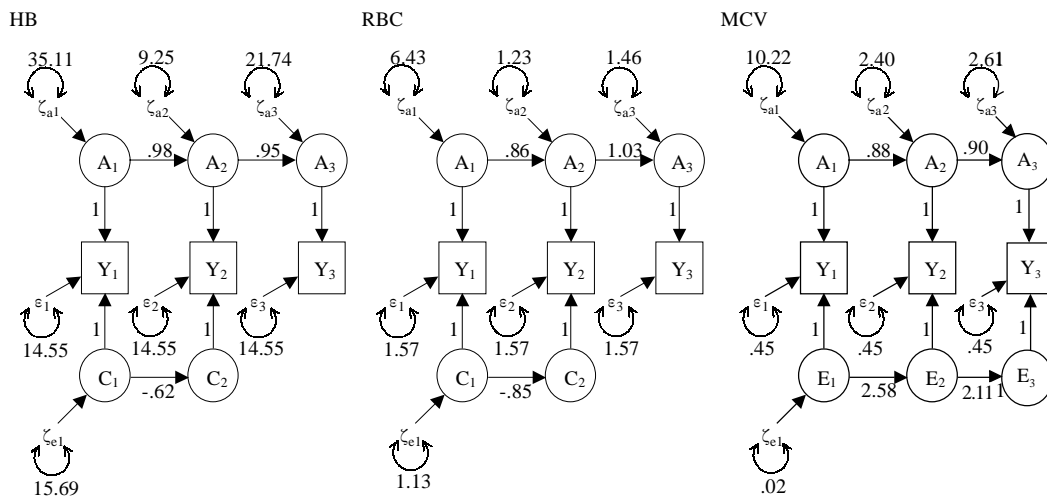 HB RBC MCV
35.11 9.25 21.74 6.43 1.23 1.46 10.22 2.40 2.61
ζa1 ζa2 ζa3 ζa1 ζa2 ζa3 ζa1 ζa2 ζa3
A1 .98 A2 .95 A3 A1 .86 A2 1.03 A3 A1 .88 A2 .90 A3
1 1 1 1 1 1 1 1 1
Y1 Y2 Y3 Y1 Y2 Y3 Y1 Y2 Y3
ε1 ε2 ε3 ε1 ε2 ε3 ε1 ε2 ε3
1 1 1 1 1 1 1
14.55 14.55 14.55 1.57 1.57 1.57 .45 .45 .45
C1 -.62 C2 C1 -.85 C2 E1 2.58 E2 2.11 1 E3
ζe1 ζe1 ζe1
15.69 1.13 .02